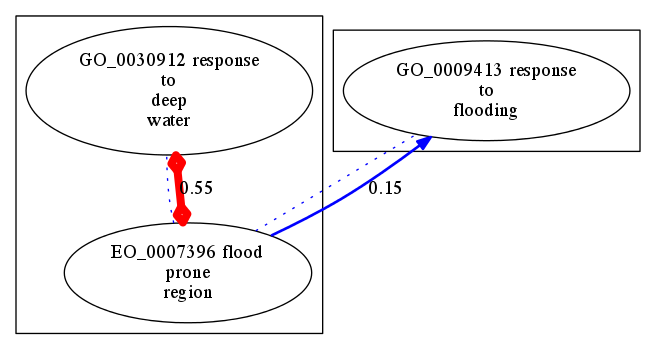 GO_0030912 response
to
deep
water
GO_0009413 response
to
flooding
0.55
0.15
EO_0007396 flood
prone
region